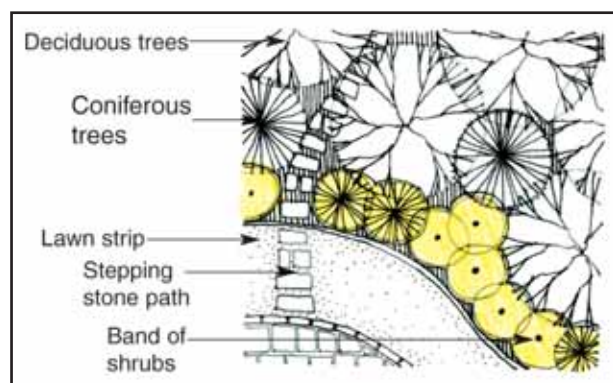 Deciduous trees
Coniferous
trees
Lawn strip
Stepping
stone path
Band of
shrubs